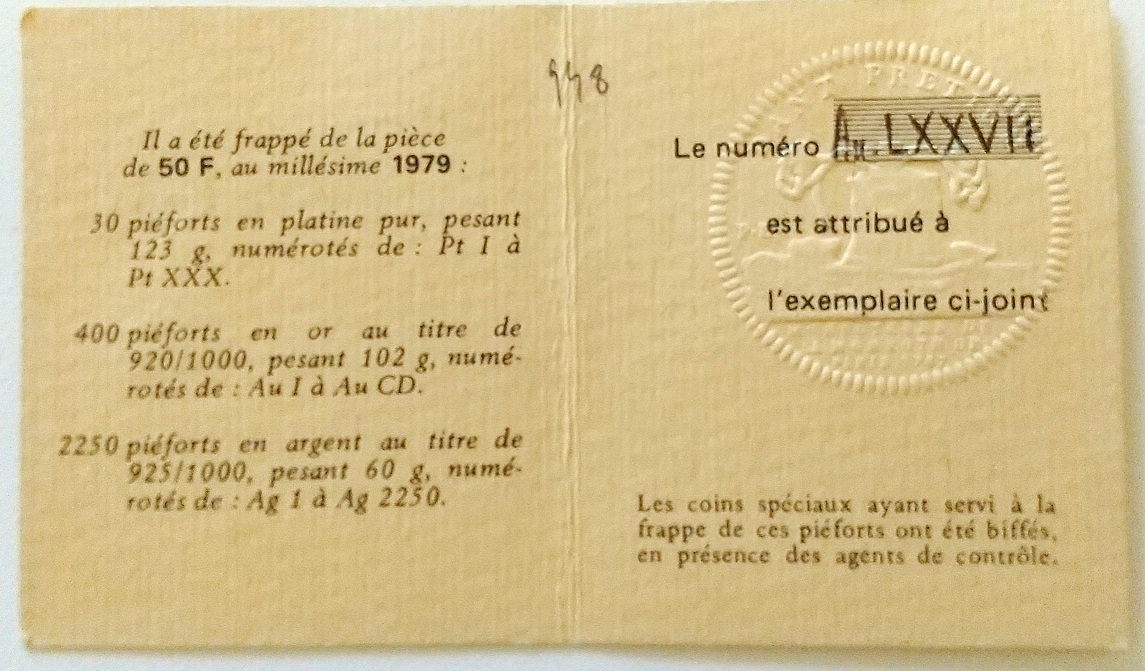 Il a été frappé de la pièce
de 50 F, au millésime 1979 :
30 piéforts en platine pur, pesant
123 g, numérotés de : Pt I à
Pt XXX.
400 piéforts en or au titre de
920/1000, pesant 102 g, numé-
rotés de : Au I à Au CD.
2250 piéforts en argent au titre de
925/1000, pesant 60 g, numé-
rotés de : Ag 1 à Ag 2250.
948
Le numéro Au. LXXVII
est attribué à
l'exemplaire ci-joint
Les coins spéciaux ayant servi à la
frappe de ces piéforts ont été biffés,
en présence des agents de contrôle.